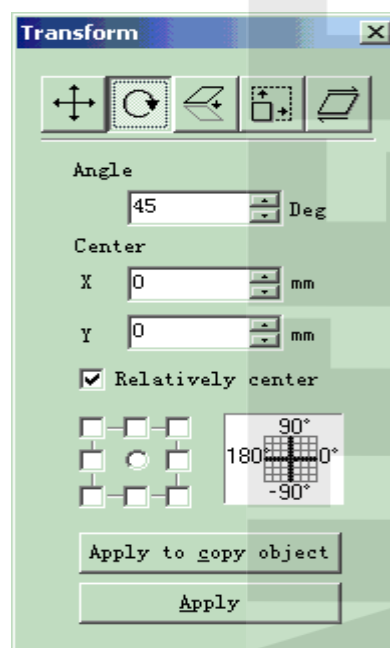 Transform
Angle
45 Deg
Center
X 0 mm
Y 0 mm
Relatively center
90°
180° 0°
-90°
Apply to copy object
Apply